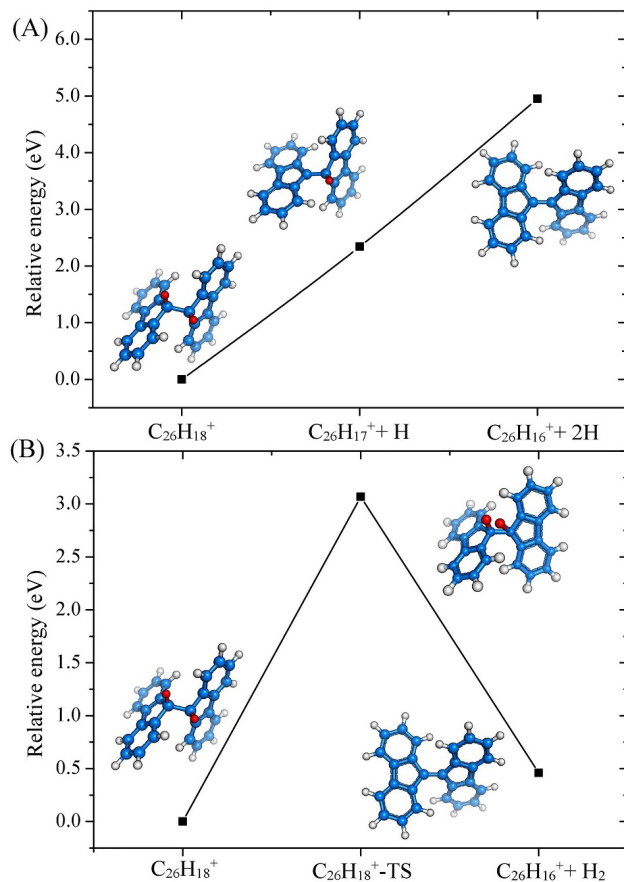 (A)
6.0
5.0
4.0
3.0
2.0
1.0
0.0
Relative energy (eV)
C₂₆H₁₈⁺
C₂₆H₁₇⁺+ H
C₂₆H₁₆⁺+ 2H
(B)
3.5
3.0
2.5
2.0
1.5
1.0
0.5
0.0
Relative energy (eV)
C₂₆H₁₈⁺
C₂₆H₁₈⁺-TS
C₂₆H₁₆⁺+ H₂